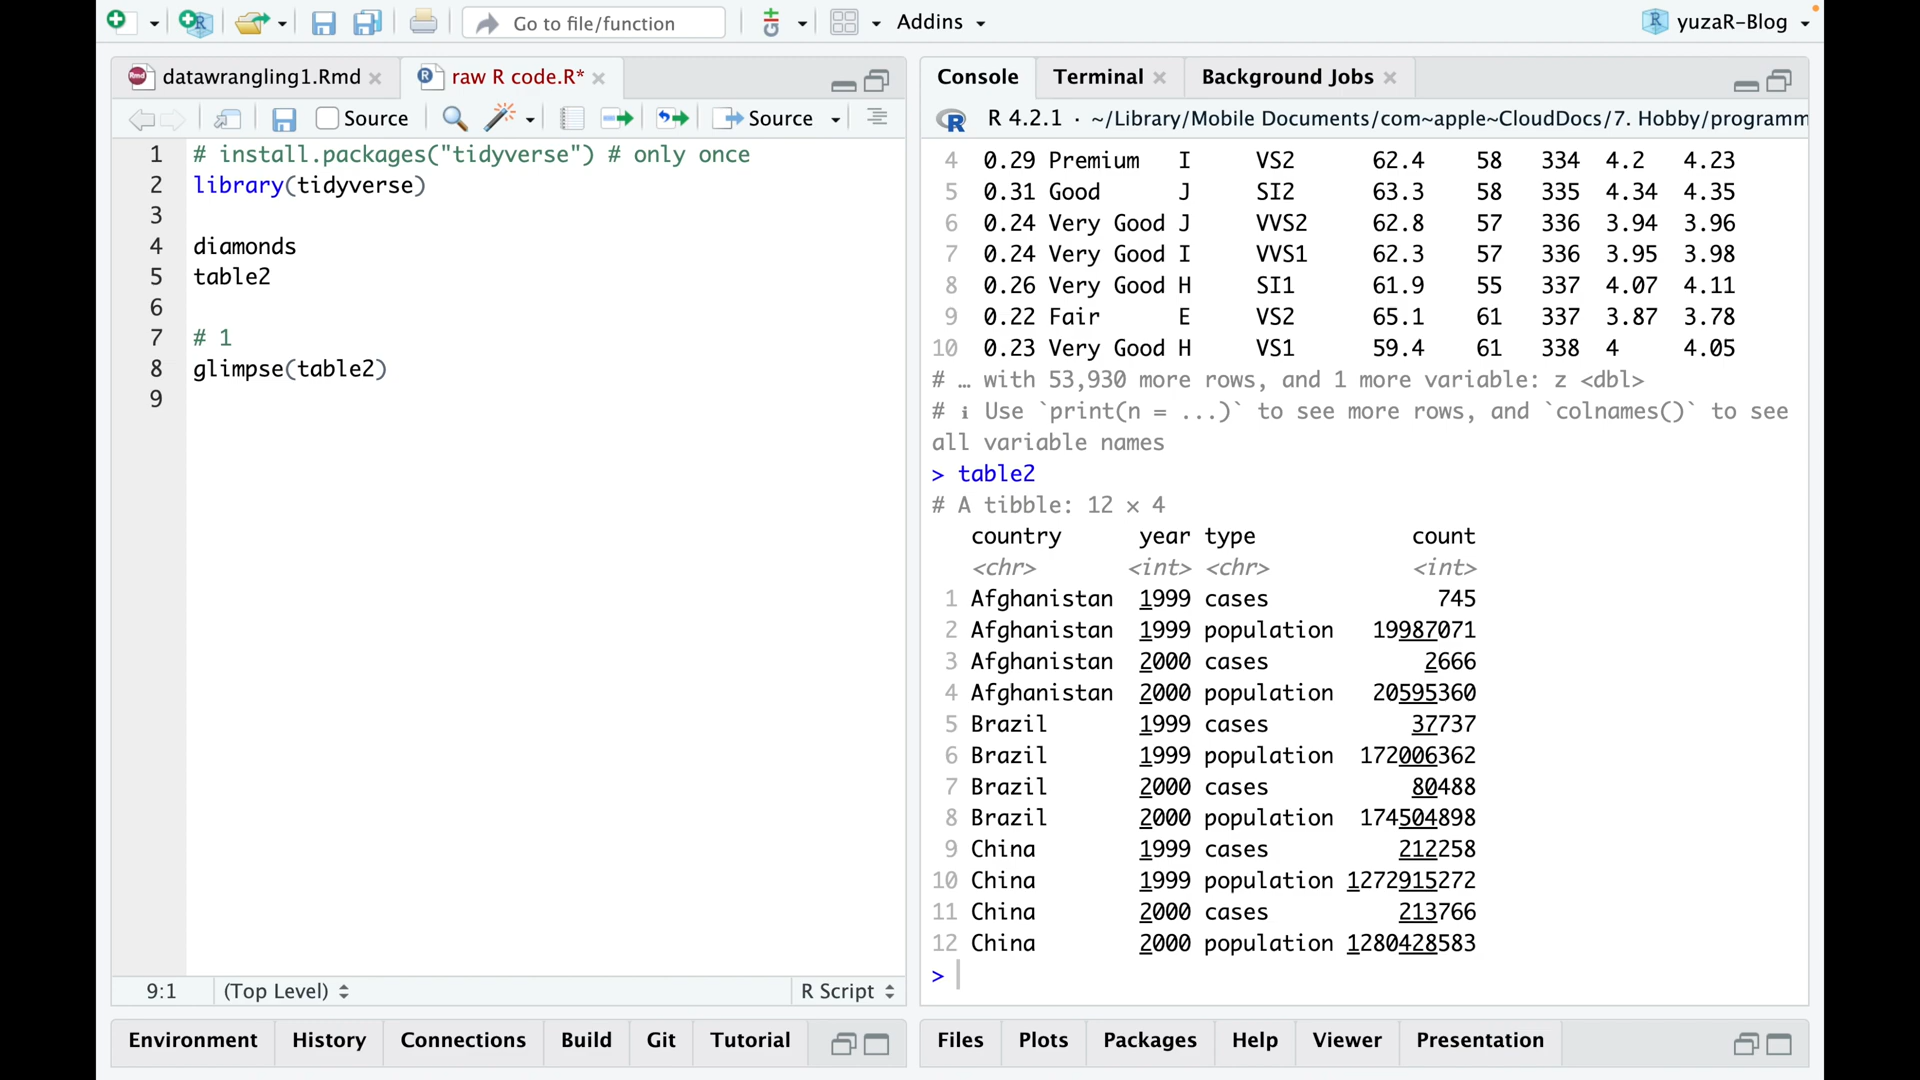 Go to file/function
Addins
yuzaR-Blog
datawrangling1.Rmd
raw R code.R*
Source
Source
1 # install.packages("tidyverse") # only once
2 library(tidyverse)
3
4 diamonds
5 table2
6
7 # 1
8 glimpse(table2)
9
9:1 (Top Level) R Script
Environment History Connections Build Git Tutorial
Console Terminal Background Jobs
R 4.2.1 · ~/Library/Mobile Documents/com~apple~CloudDocs/7. Hobby/programm
4 0.29 Premium I VS2 62.4 58 334 4.2 4.23
5 0.31 Good J SI2 63.3 58 335 4.34 4.35
6 0.24 Very Good J VVS2 62.8 57 336 3.94 3.96
7 0.24 Very Good I VVS1 62.3 57 336 3.95 3.98
8 0.26 Very Good H SI1 61.9 55 337 4.07 4.11
9 0.22 Fair E VS2 65.1 61 337 3.87 3.78
10 0.23 Very Good H VS1 59.4 61 338 4 4.05
# … with 53,930 more rows, and 1 more variable: z <dbl>
# ℹ Use `print(n = ...)` to see more rows, and `colnames()` to see
all variable names
> table2
# A tibble: 12 × 4
country year type count
<chr> <int> <chr> <int>
1 Afghanistan 1999 cases 745
2 Afghanistan 1999 population 19987071
3 Afghanistan 2000 cases 2666
4 Afghanistan 2000 population 20595360
5 Brazil 1999 cases 37737
6 Brazil 1999 population 172006362
7 Brazil 2000 cases 80488
8 Brazil 2000 population 174504898
9 China 1999 cases 212258
10 China 1999 population 1272915272
11 China 2000 cases 213766
12 China 2000 population 1280428583
>
Files Plots Packages Help Viewer Presentation